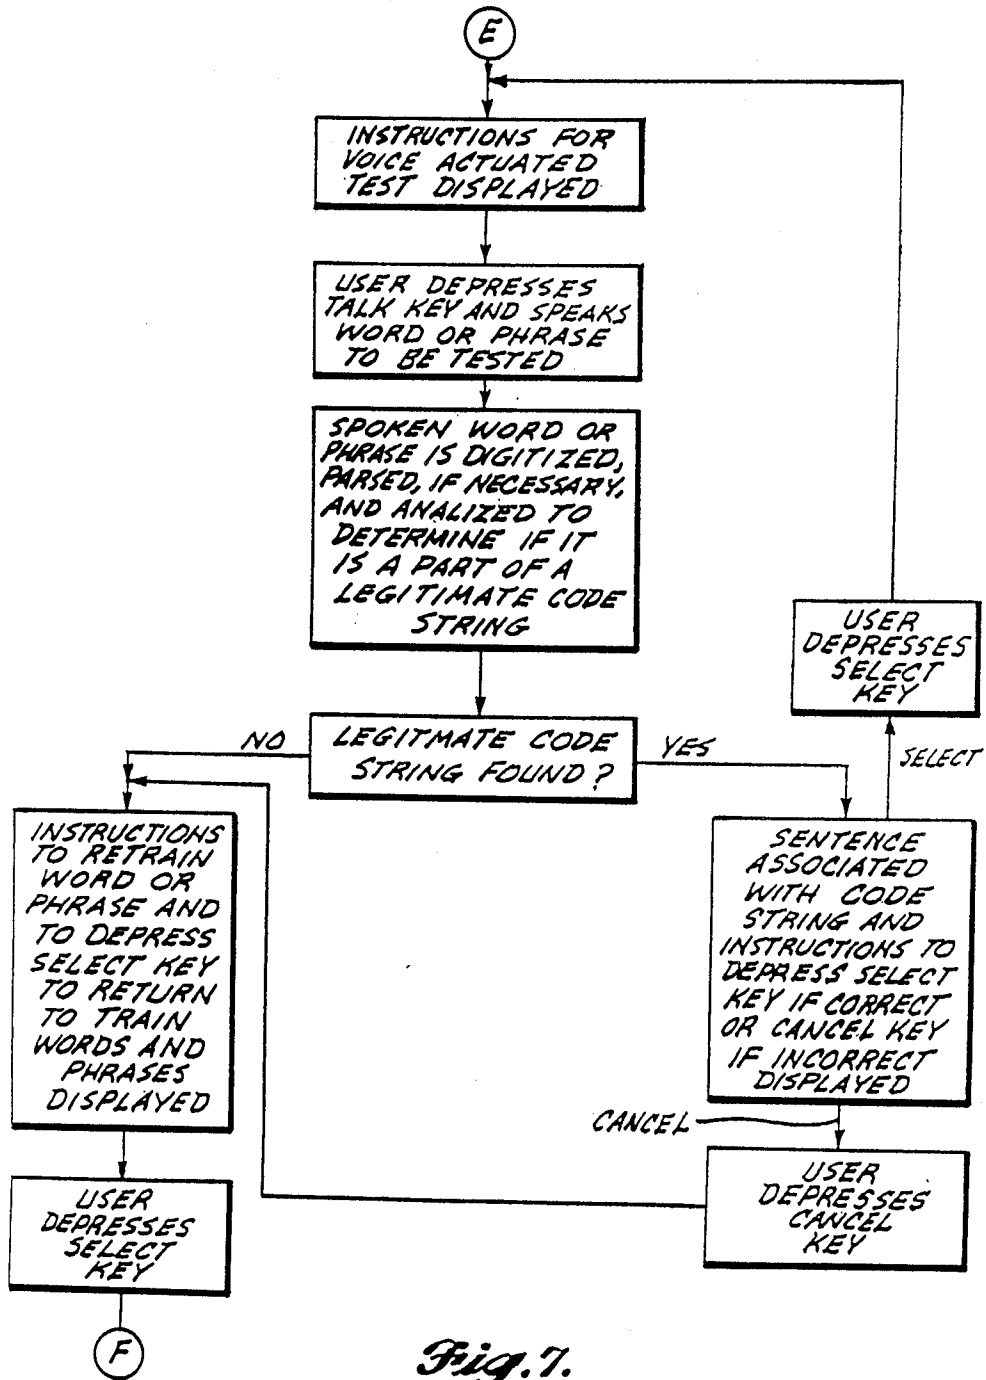 E
INSTRUCTIONS FOR
VOICE ACTUATED
TEST DISPLAYED
USER DEPRESSES
TALK KEY AND SPEAKS
WORD OR PHRASE
TO BE TESTED
SPOKEN WORD OR
PHRASE IS DIGITIZED,
PARSED, IF NECESSARY,
AND ANALIZED TO
DETERMINE IF IT
IS A PART OF A
LEGITIMATE CODE
STRING
USER
DEPRESSES
SELECT
KEY
SELECT
LEGITMATE CODE
STRING FOUND?
NO
YES
INSTRUCTIONS
TO RETRAIN
WORD OR
PHRASE AND
TO DEPRESS
SELECT KEY
TO RETURN
TO TRAIN
WORDS AND
PHRASES
DISPLAYED
SENTENCE
ASSOCIATED
WITH CODE
STRING AND
INSTRUCTIONS TO
DEPRESS SELECT
KEY IF CORRECT
OR CANCEL KEY
IF INCORRECT
DISPLAYED
CANCEL
USER
DEPRESSES
CANCEL
KEY
USER
DEPRESSES
SELECT
KEY
F
Fig. 7.